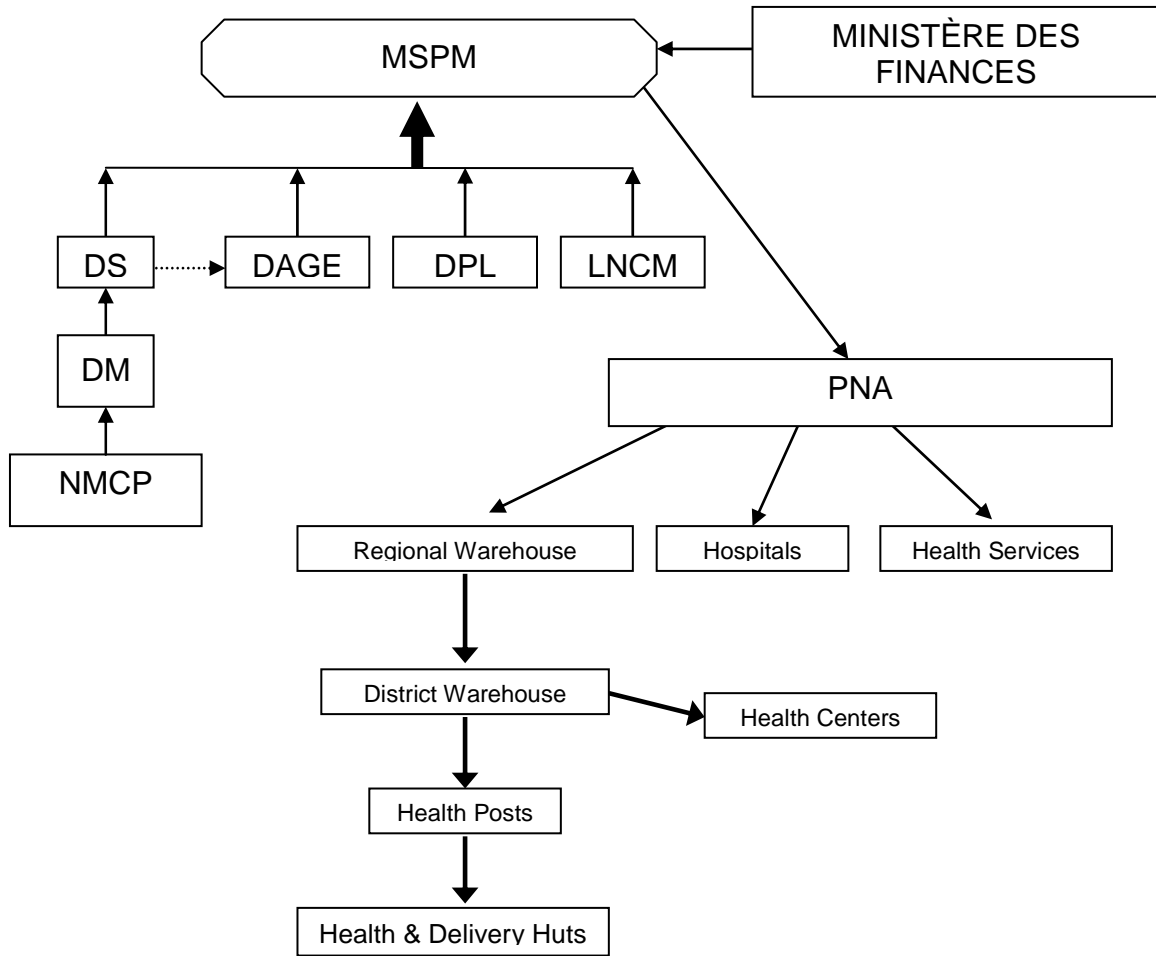 MSPM
MINISTÈRE DES
FINANCES
DS
DAGE
DPL
LNCM
DM
PNA
NMCP
Regional Warehouse
Hospitals
Health Services
District Warehouse
Health Centers
Health Posts
Health & Delivery Huts